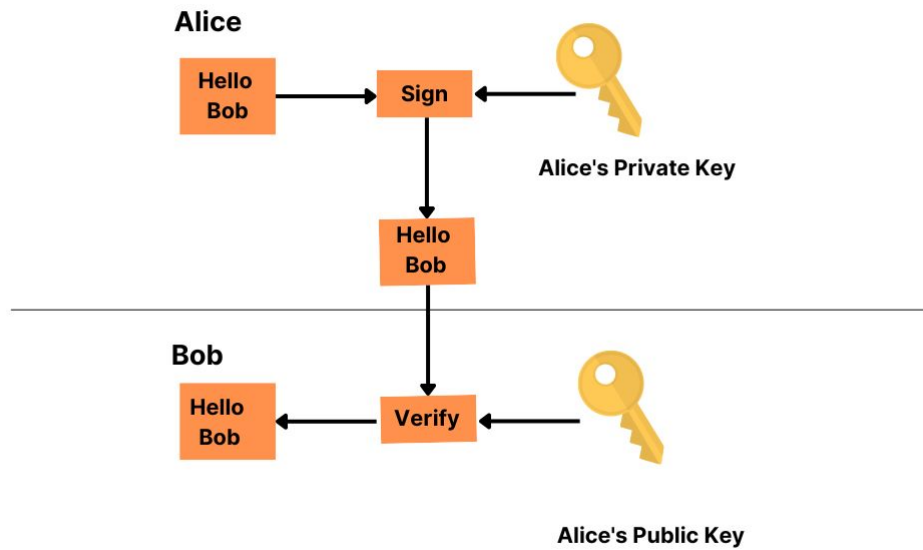 Alice
Hello
Bob
Sign
Alice's Private Key
Hello
Bob
Bob
Hello
Bob
Verify
Alice's Public Key